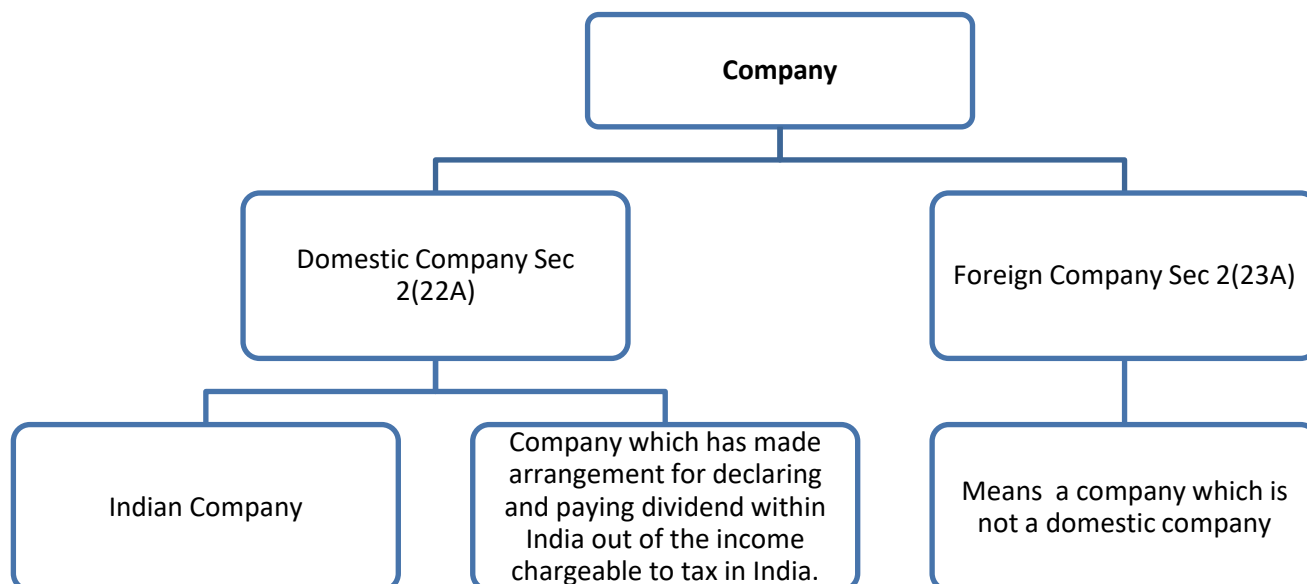 Company
Domestic Company Sec
2(22A)
Foreign Company Sec 2(23A)
Indian Company
Company which has made
arrangement for declaring
and paying dividend within
India out of the income
chargeable to tax in India.
Means a company which is
not a domestic company